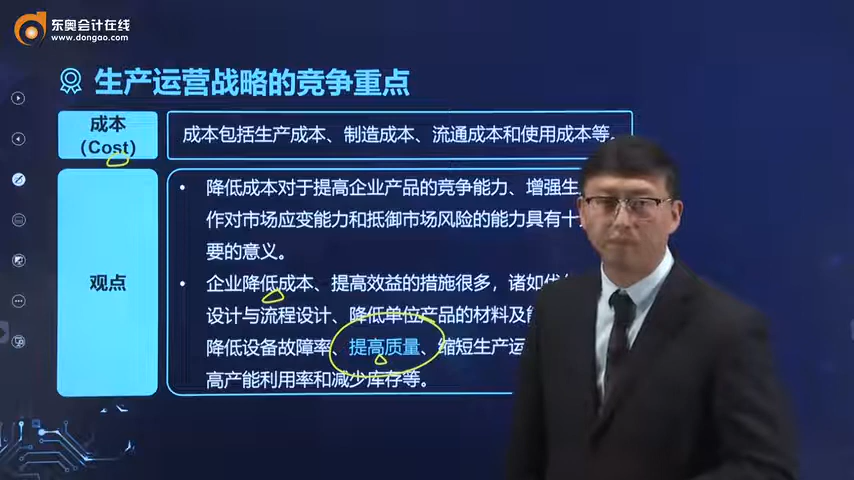 东奥会计在线
www.dongao.com
生产运营战略的竞争重点
成本
（Cost）
成本包括生产成本、制造成本、流通成本和使用成本等。
观点
• 降低成本对于提高企业产品的竞争能力、增强生
作对市场应变能力和抵御市场风险的能力具有十
要的意义。
• 企业降低成本、提高效益的措施很多，诸如优
设计与流程设计、降低单位产品的材料及
降低设备故障率、提高质量、缩短生产运
高产能利用率和减少库存等。